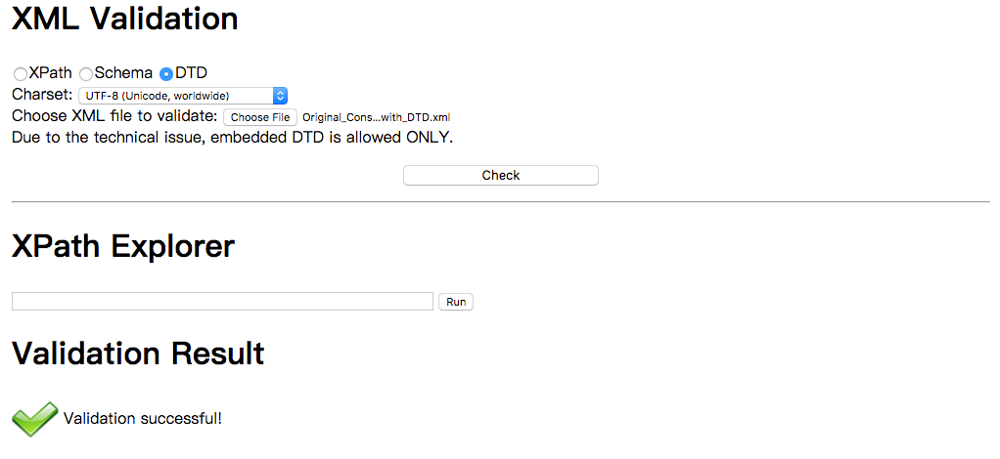 XML Validation
XPath Schema DTD
Charset: UTF-8 (Unicode, worldwide)
Choose XML file to validate: Choose File Original_Cons...with_DTD.xml
Due to the technical issue, embedded DTD is allowed ONLY.
Check
XPath Explorer
Run
Validation Result
Validation successful!